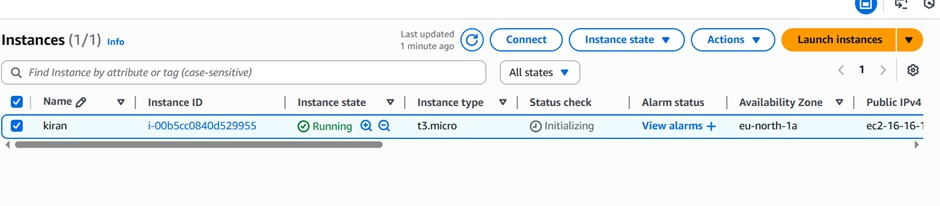 Instances (1/1) Info
Last updated
1 minute ago
Connect
Instance state
Actions
Launch instances
Find Instance by attribute or tag (case-sensitive)
All states
1
Name Instance ID Instance state Instance type Status check Alarm status Availability Zone Public IPv4
kiran i-00b5cc0840d529955 Running t3.micro Initializing View alarms + eu-north-1a ec2-16-16-1